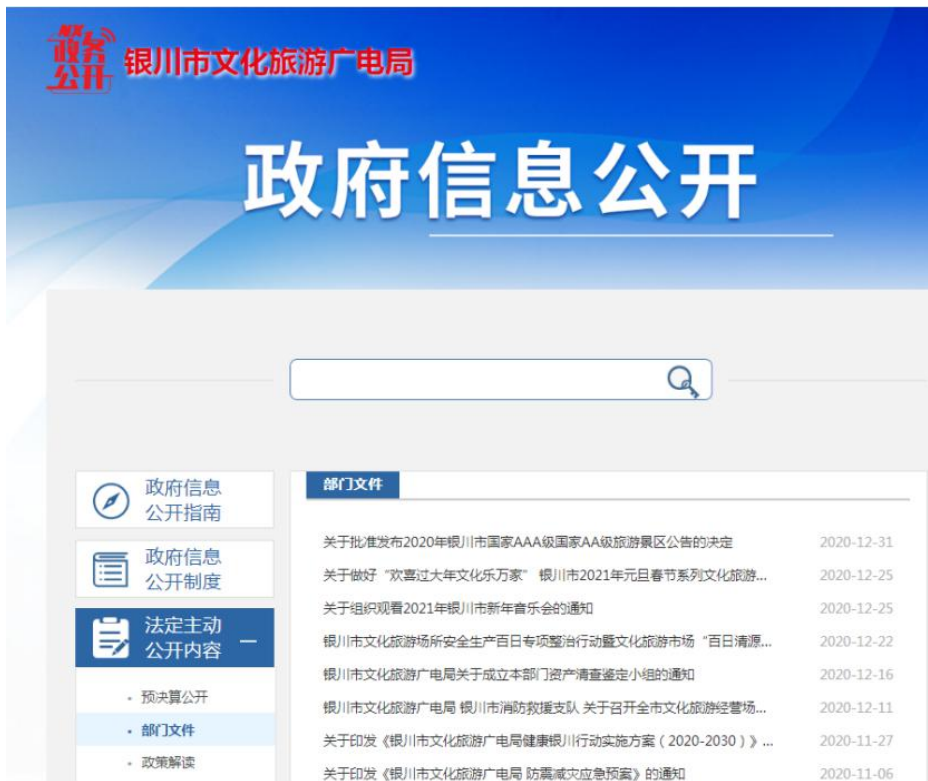 NX
政务
公开
银川市文化旅游广电局
政府信息公开
政府信息
公开指南
政府信息
公开制度
法定主动
公开内容
预决算公开
部门文件
政策解读
部门文件
关于批准发布2020年银川市国家AAA级国家AA级旅游景区公告的决定 2020-12-31
关于做好“欢喜过大年文化乐万家” 银川市2021年元旦春节系列文化旅游... 2020-12-25
关于组织观看2021年银川市新年音乐会的通知 2020-12-25
银川市文化旅游场所安全生产百日专项整治行动暨文化旅游市场“百日清源... 2020-12-22
银川市文化旅游广电局关于成立本部门资产清查鉴定小组的通知 2020-12-16
银川市文化旅游广电局 银川市消防救援支队 关于召开全市文化旅游经营场... 2020-12-11
关于印发《银川市文化旅游广电局健康银川行动实施方案（2020-2030）》... 2020-11-27
关于印发《银川市文化旅游广电局 防震减灾应急预案》的通知 2020-11-06